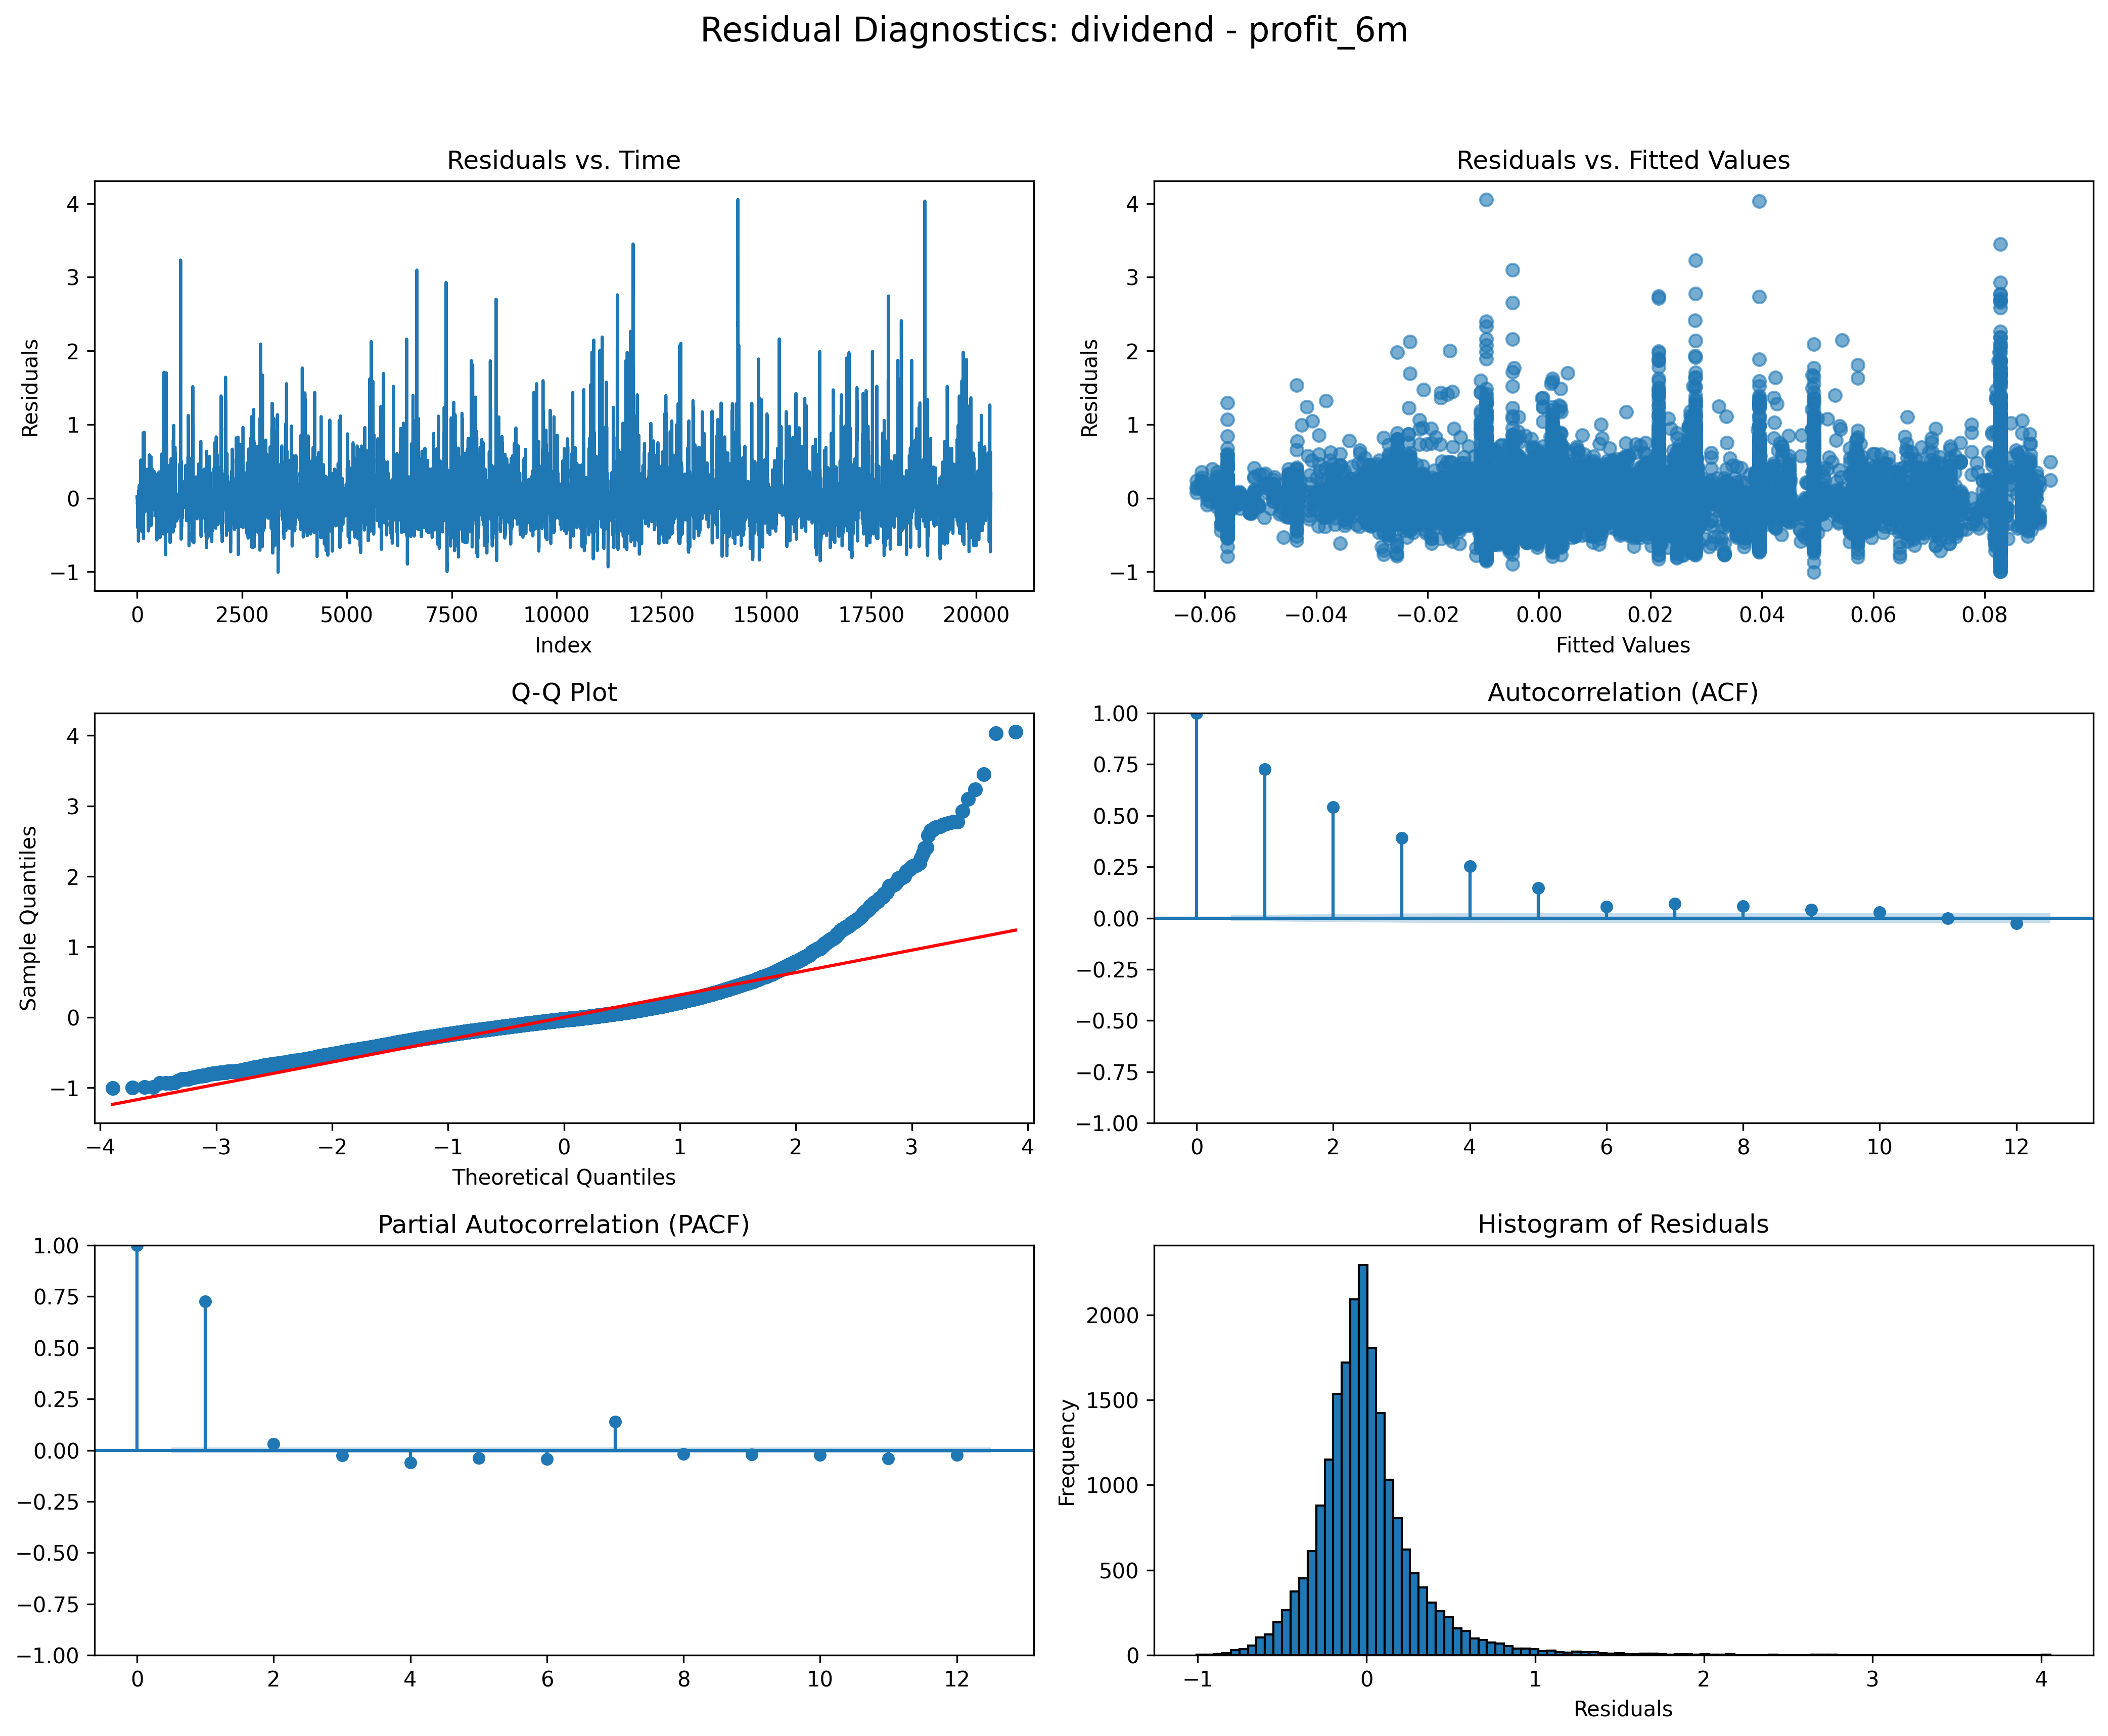 Residual Diagnostics: dividend - profit_6m
Residuals vs. Time
Residuals
4
3
2
1
0
−1
0 2500 5000 7500 10000 12500 15000 17500 20000
Index
Residuals vs. Fitted Values
Residuals
4
3
2
1
0
−1
−0.06 −0.04 −0.02 0.00 0.02 0.04 0.06 0.08
Fitted Values
Q-Q Plot
Sample Quantiles
4
3
2
1
0
−1
−4 −3 −2 −1 0 1 2 3 4
Theoretical Quantiles
Autocorrelation (ACF)
1.00
0.75
0.50
0.25
0.00
−0.25
−0.50
−0.75
−1.00
0 2 4 6 8 10 12
Partial Autocorrelation (PACF)
1.00
0.75
0.50
0.25
0.00
−0.25
−0.50
−0.75
−1.00
0 2 4 6 8 10 12
Histogram of Residuals
Frequency
2000
1500
1000
500
0
−1 0 1 2 3 4
Residuals